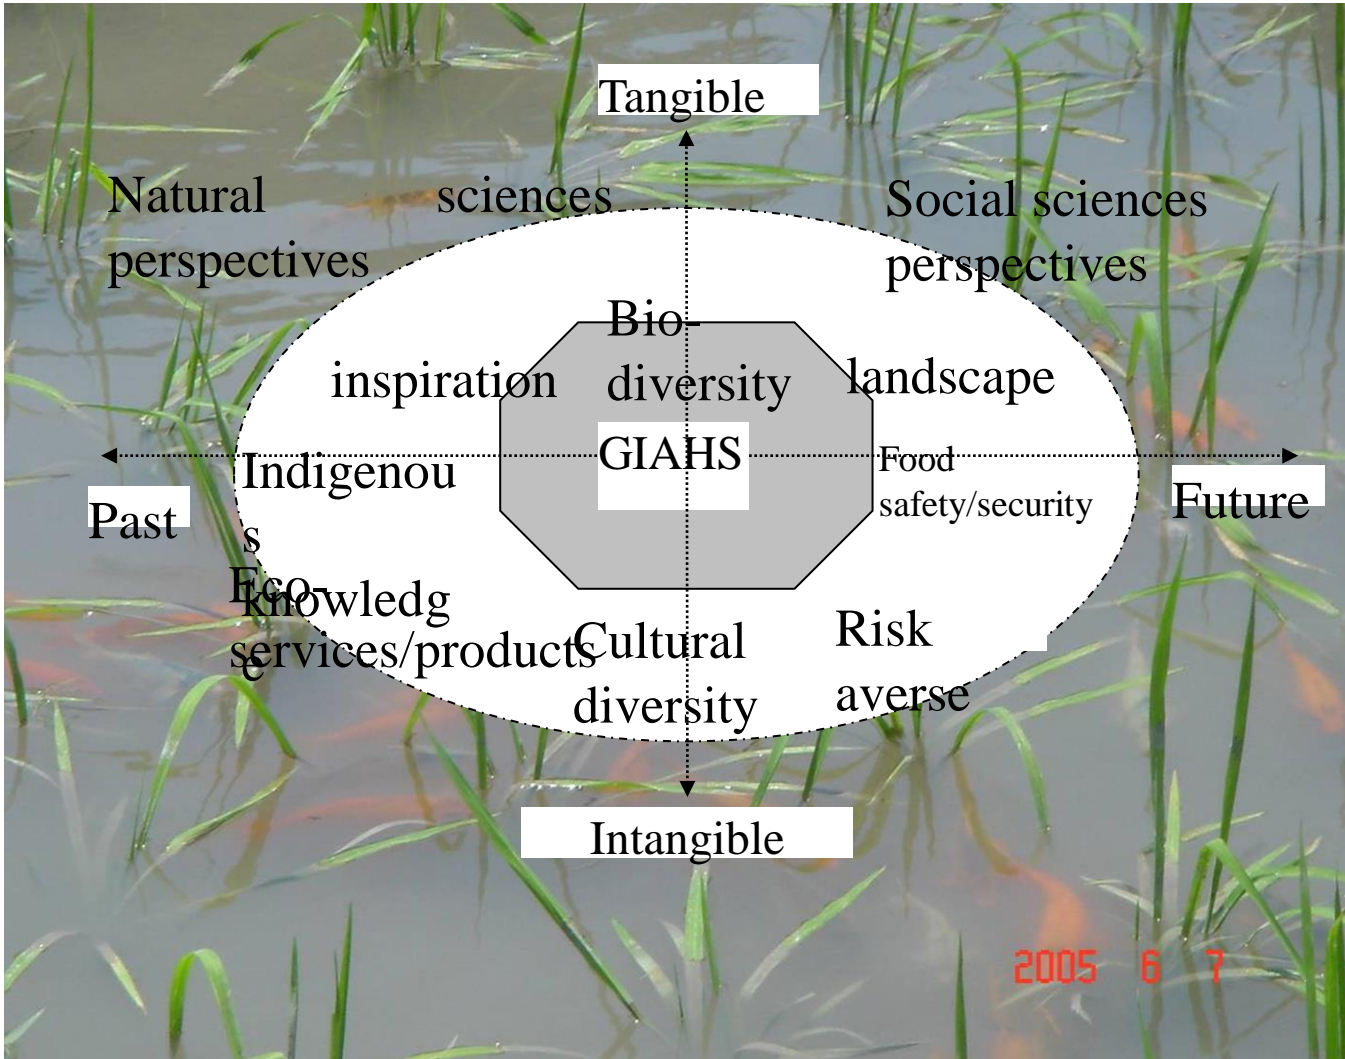 Tangible
Natural sciences
perspectives
Social sciences
perspectives
Bio-
diversity
inspiration
landscape
GIAHS
Indigenou
s
knowledg
e
Food
safety/security
Past
Future
Eco-
services/products
Cultural
diversity
Risk
averse
Intangible
2005 6 7